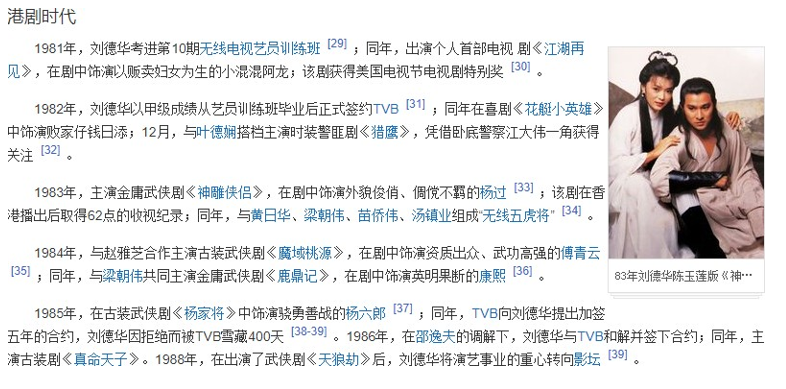 港剧时代
1981年，刘德华考进第10期无线电视艺员训练班 [29] ；同年，出演个人首部电视 剧《江湖再
见》，在剧中饰演以贩卖妇女为生的小混混阿龙；该剧获得美国电视节电视剧特别奖 [30] 。
1982年，刘德华以甲级成绩从艺员训练班毕业后正式签约TVB [31] ；同年在喜剧《花艇小英雄》
中饰演败家仔钱日添；12月，与叶德娴搭档主演时装警匪剧《猎鹰》，凭借卧底警察江大伟一角获得
关注 [32] 。
1983年，主演金庸武侠剧《神雕侠侣》，在剧中饰演外貌俊俏、倜傥不羁的杨过 [33] ；该剧在香
港播出后取得62点的收视纪录；同年，与黄日华、梁朝伟、苗侨伟、汤镇业组成“无线五虎将” [34] 。
1984年，与赵雅芝合作主演古装武侠剧《魔域桃源》，在剧中饰演资质出众、武功高强的傅青云
[35] ；同年，与梁朝伟共同主演金庸武侠剧《鹿鼎记》，在剧中饰演英明果断的康熙 [36] 。
1985年，在古装武侠剧《杨家将》中饰演骁勇善战的杨六郎 [37] ；同年，TVB向刘德华提出加签
五年的合约，刘德华因拒绝而被TVB雪藏400天 [38-39] 。1986年，在邵逸夫的调解下，刘德华与TVB和解并签下合约；同年，主
演古装剧《真命天子》。1988年，在出演了武侠剧《天狼劫》后，刘德华将演艺事业的重心转向影坛 [39] 。
83年刘德华陈玉莲版《神···